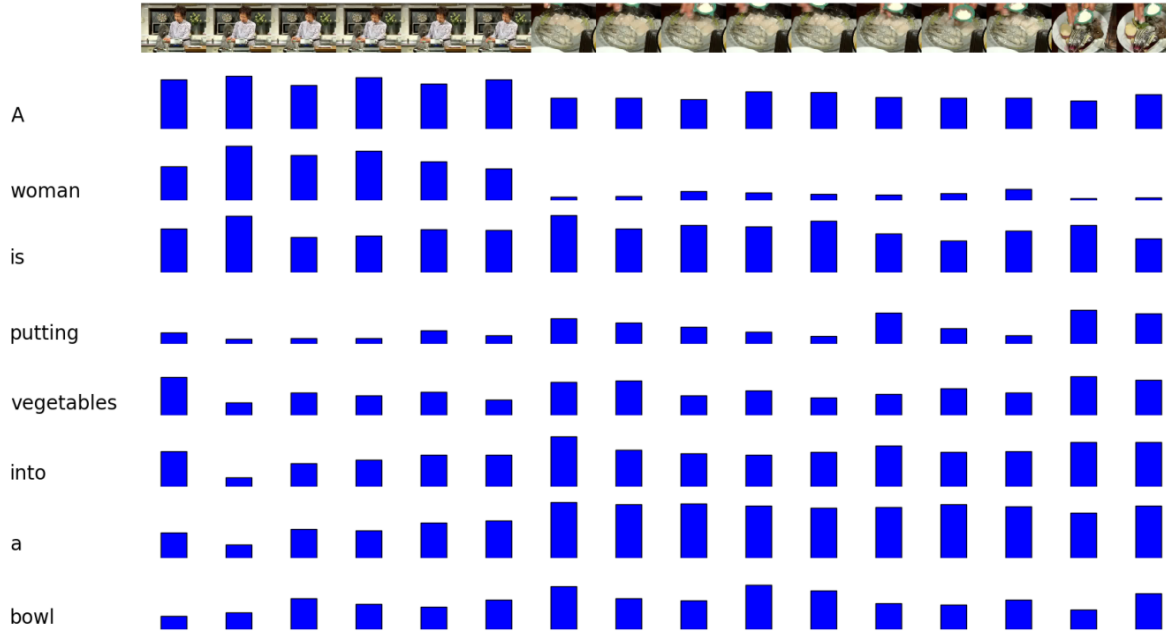 A
woman
is
putting
vegetables
into
a
bowl